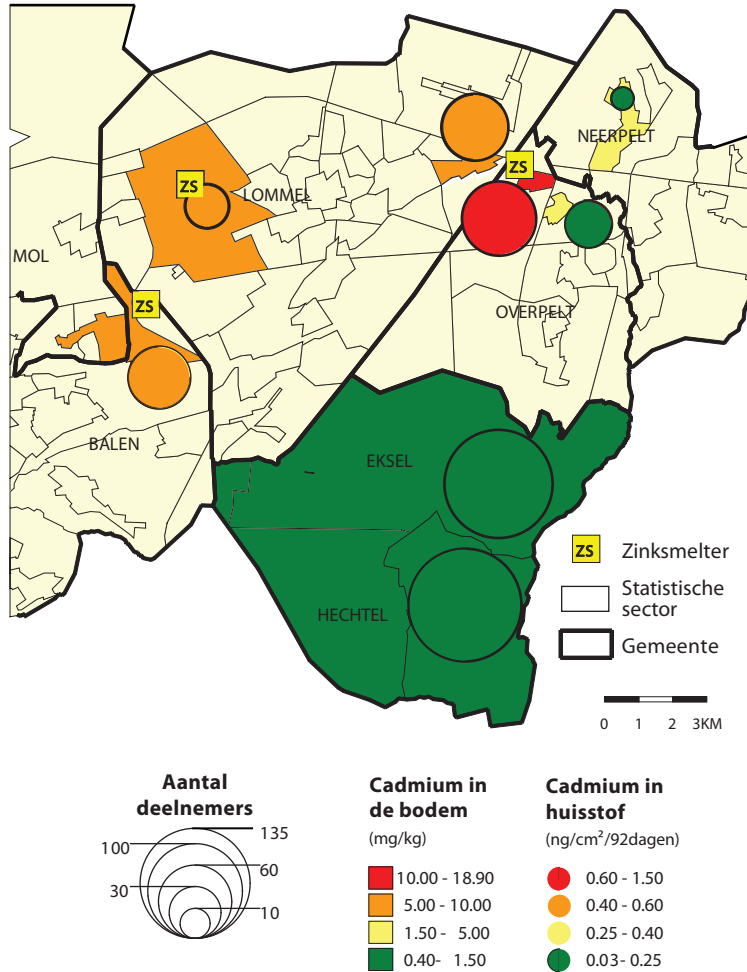 NEERPELT
ZS
ZS
LOMMEL
MOL
ZS
OVERPELT
BALEN
EKSEL
HECHTEL
ZS Zinksmelter
Statistische
sector
Gemeente
0 1 2 3KM
Aantal
deelnemers
135
100
60
30
10
Cadmium in
de bodem
(mg/kg)
10.00 - 18.90
5.00 - 10.00
1.50 - 5.00
0.40- 1.50
Cadmium in
huisstof
(ng/cm²/92dagen)
0.60 - 1.50
0.40 - 0.60
0.25 - 0.40
0.03- 0.25